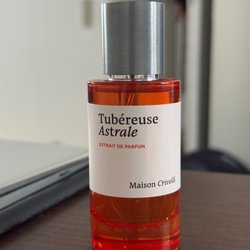 Tubéreuse
Astrale
EXTRAIT DE PARFUM
Maison Crivelli